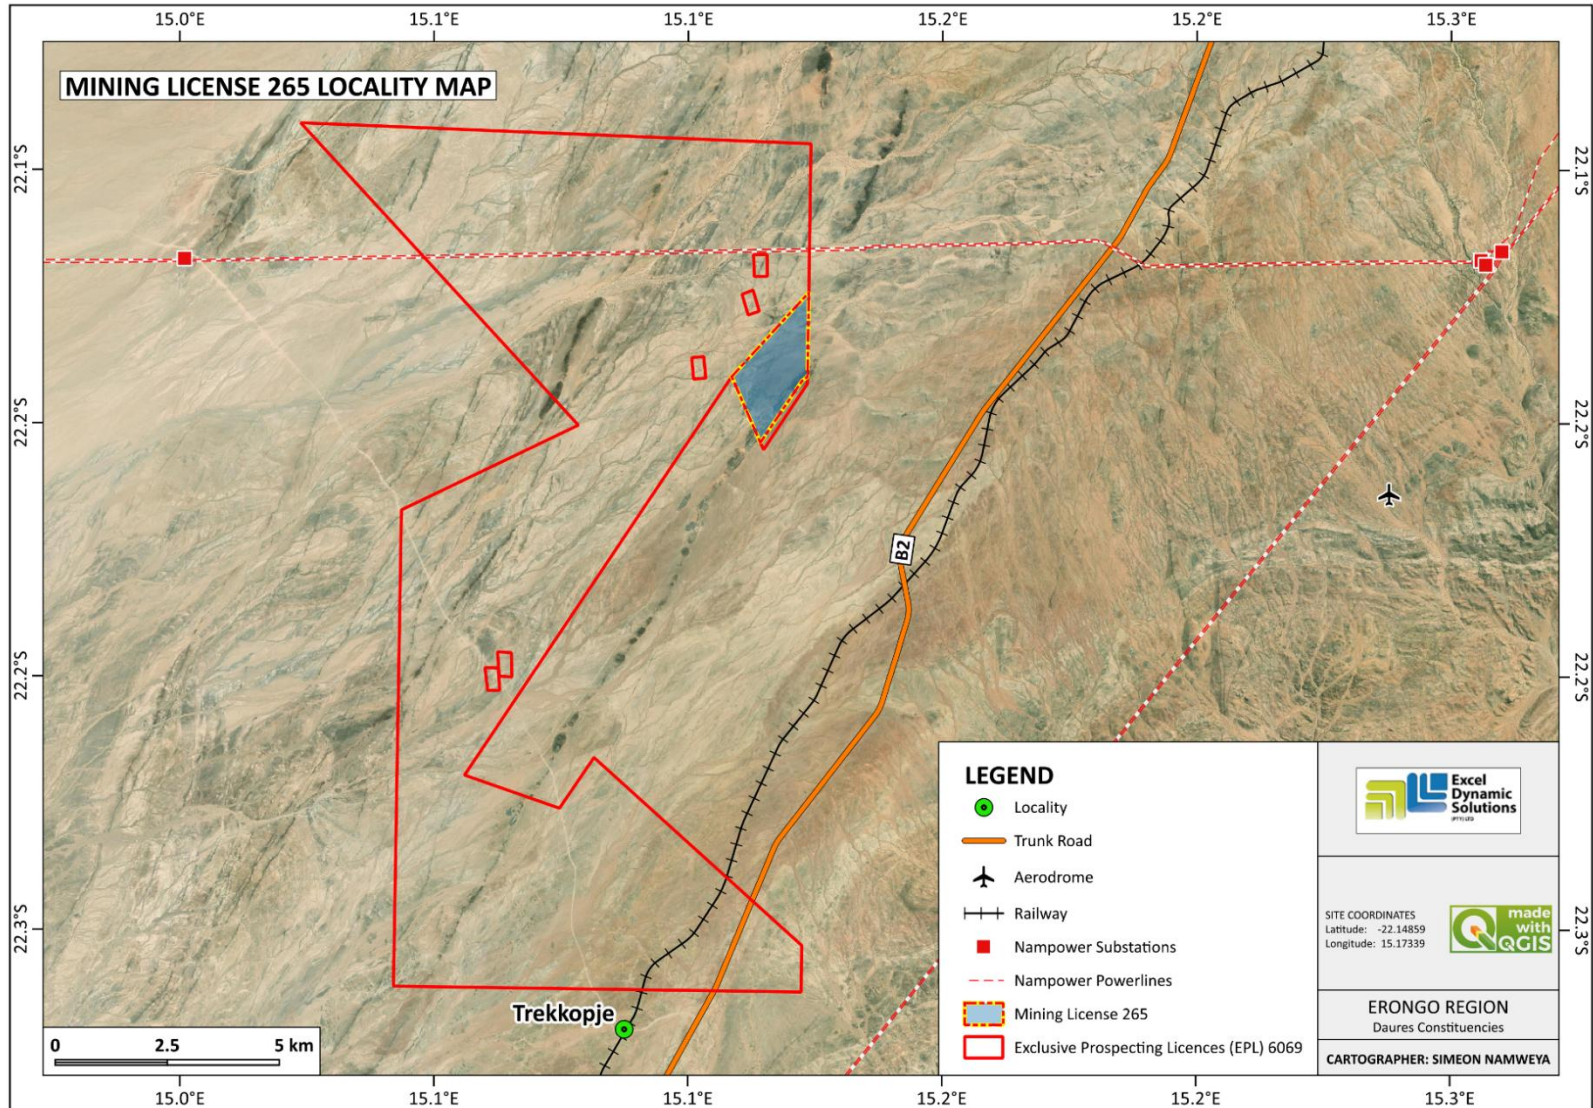 15.0°E 15.1°E 15.1°E 15.2°E 15.2°E 15.3°E
MINING LICENSE 265 LOCALITY MAP
22.1°S 22.1°S
22.2°S 22.2°S
B2
22.2°S 22.2°S
22.3°S 22.3°S
Trekkopje
0 2.5 5 km
LEGEND
Locality
Trunk Road
Aerodrome
Railway
Nampower Substations
Nampower Powerlines
Mining License 265
Exclusive Prospecting Licences (EPL) 6069
Excel
Dynamic
Solutions
(PTY) LTD
SITE COORDINATES
Latitude: -22.14859
Longitude: 15.17339
made
with
QGIS
ERONGO REGION
Daures Constituencies
CARTOGRAPHER: SIMEON NAMWEYA
15.0°E 15.1°E 15.1°E 15.2°E 15.2°E 15.3°E